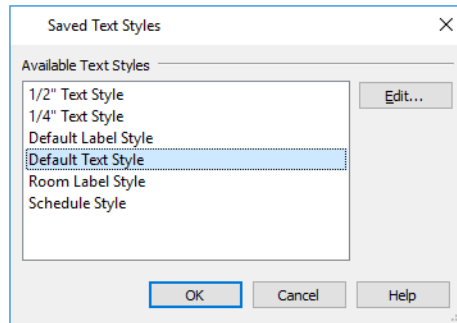 Saved Text Styles
Available Text Styles
1/2" Text Style
1/4" Text Style
Default Label Style
Default Text Style
Room Label Style
Schedule Style
Edit...
OK
Cancel
Help